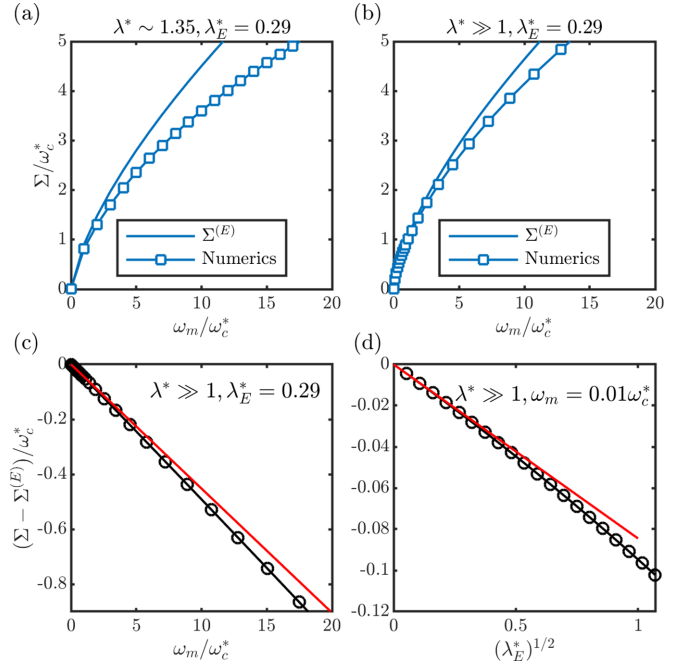 (a) λ* ∼ 1.35, λ*_E = 0.29
Σ/ω*_c
5
4
3
2
1
0
Σ^(E)
Numerics
0 5 10 15 20
ω_m/ω*_c
(b) λ* ≫ 1, λ*_E = 0.29
5
4
3
2
1
0
Σ^(E)
Numerics
0 5 10 15 20
ω_m/ω*_c
(c)
(Σ − Σ^(E))/ω*_c
0
-0.2
-0.4
-0.6
-0.8
λ* ≫ 1, λ*_E = 0.29
0 5 10 15 20
ω_m/ω*_c
(d)
0
-0.02
-0.04
-0.06
-0.08
-0.1
-0.12
λ* ≫ 1, ω_m = 0.01ω*_c
0 0.5 1
(λ*_E)^1/2